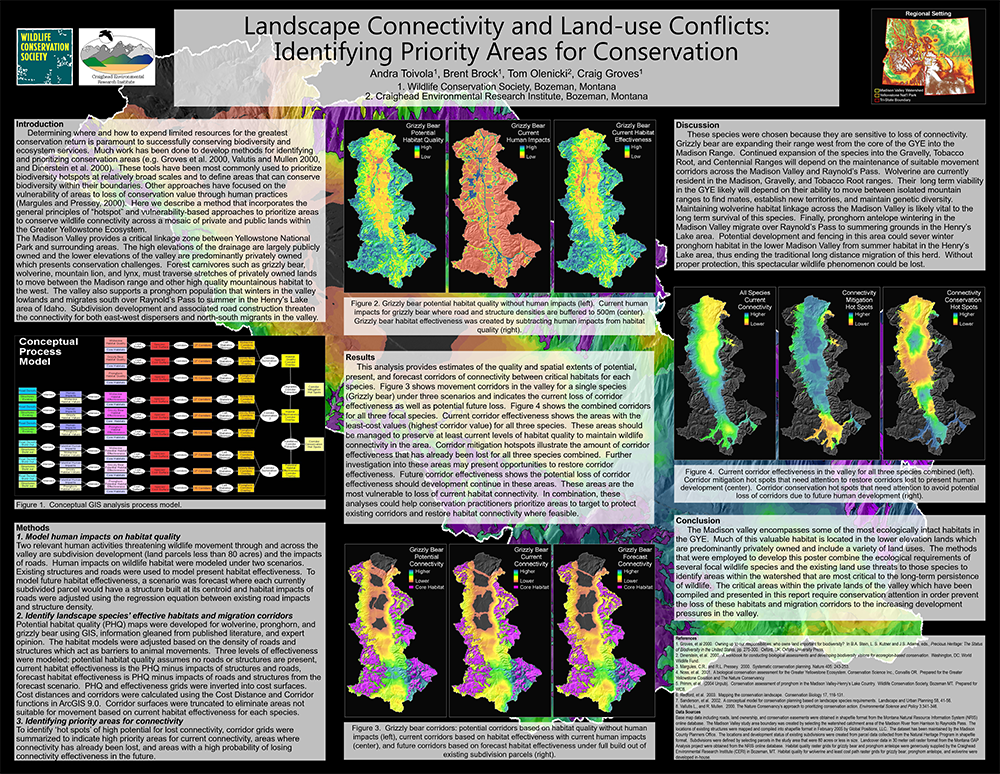 Landscape Connectivity and Land-use Conflicts:
Identifying Priority Areas for Conservation
Andra Toivola1, Brent Brock1, Tom Olenicki2, Craig Groves1
1. Wildlife Conservation Society, Bozeman, Montana
2. Craighead Environmental Research Institute, Bozeman, Montana
WILDLIFE
CONSERVATION
SOCIETY
Craighead Environmental
Research Institute
Regional Setting
Madison Valley Watershed
Yellowstone Nat'l Park
Tri-State Boundary
Introduction
Determining where and how to expend limited resources for the greatest
conservation return is paramount to successfully conserving biodiversity and
ecosystem services. Much work has been done to develop methods for identifying
and prioritizing conservation areas (e.g. Groves et al. 2000, Valutis and Mullen 2000,
and Dinerstein et al. 2000). These tools have been most commonly used to prioritize
biodiversity hotspots at relatively broad scales and to define areas that can conserve
biodiversity within their boundaries. Other approaches have focused on the
vulnerability of areas to loss of conservation value through human practices
(Margules and Pressey, 2000). Here we describe a method that incorporates the
general principles of "hotspot" and vulnerability-based approaches to prioritize areas
to conserve wildlife connectivity across a mosaic of private and public lands within
the Greater Yellowstone Ecosystem.
The Madison Valley provides a critical linkage zone between Yellowstone National
Park and surrounding areas. The high elevations of the drainage are largely publicly
owned and the lower elevations of the valley are predominantly privately owned
which presents conservation challenges. Forest carnivores such as grizzly bear,
wolverine, mountain lion, and lynx, must traverse stretches of privately owned lands
to move between the Madison range and other high quality mountainous habitat to
the west. The valley also supports a pronghorn population that winters in the valley
lowlands and migrates south over Raynold's Pass to summer in the Henry's Lake
area of Idaho. Subdivision development and associated road construction threaten
connectivity for both east-west dispersers and north-south migrants in the valley.
Conceptual
Process
Model
Figure 1. Conceptual GIS analysis process model.
Methods
1. Model human impacts on habitat quality
Two relevant human activities threatening wildlife movement through and across the
valley are subdivision development (land parcels less than 80 acres) and the impacts
of roads. Human impacts on wildlife habitat were modeled under two scenarios.
Existing structures and roads were used to model present habitat effectiveness. To
model future habitat effectiveness, a scenario was forecast where each currently
subdivided parcel would have a structure built at its centroid and habitat impacts of
roads were adjusted using the regression equation between existing road impacts
and structure density.
2. Identify landscape species' effective habitats and migration corridors
Potential habitat quality (PHQ) maps were developed for wolverine, pronghorn, and
grizzly bear using GIS, information gleaned from published literature, and expert
opinion. The habitat models were adjusted based on the density of roads and
structures which act as barriers to animal movements. Three levels of effectiveness
were modeled: potential habitat quality assumes no roads or structures are present,
current habitat effectiveness is the PHQ minus impacts of structures and roads,
forecast habitat effectiveness is PHQ minus impacts of roads and structures from the
forecast scenario. PHQ and effectiveness grids were inverted into cost surfaces.
Cost distances and corridors were calculated using the Cost Distance and Corridor
functions in ArcGIS 9.0. Corridor surfaces were truncated to eliminate areas not
suitable for movement based on current habitat effectiveness for each species.
3. Identifying priority areas for connectivity
To identify 'hot spots' of high potential for lost connectivity, corridor grids were
summarized to indicate high priority areas for current connectivity, areas where
connectivity has already been lost, and areas with a high probability of losing
connectivity effectiveness in the future.
Grizzly Bear
Potential
Habitat Quality
High
Low
Grizzly Bear
Current
Human Impacts
High
Low
Grizzly Bear
Current Habitat
Effectiveness
High
Low
Figure 2. Grizzly bear potential habitat quality without human impacts (left). Current human
impacts for grizzly bear where road and structure densities are buffered to 500m (center).
Grizzly bear habitat effectiveness was created by subtracting human impacts from habitat
quality (right).
Results
This analysis provides estimates of the quality and spatial extents of potential,
present, and forecast corridors of connectivity between critical habitats for each
species. Figure 3 shows movement corridors in the valley for a single species
(Grizzly bear) under three scenarios and indicates the current loss of corridor
effectiveness as well as potential future loss. Figure 4 shows the combined corridors
for all three focal species. Current corridor effectiveness shows the areas with the
least-cost values (highest corridor value) for all three species. These areas should
be managed to preserve at least current levels of habitat quality to maintain wildlife
connectivity in the area. Corridor mitigation hotspots illustrate the amount of corridor
effectiveness that has already been lost for all three species combined. Further
investigation into these areas may present opportunities to restore corridor
effectiveness. Future corridor effectiveness shows the potential loss of corridor
effectiveness should development continue in these areas. These areas are the
most vulnerable to loss of current habitat connectivity. In combination, these
analyses could help conservation practitioners prioritize areas to target to protect
existing corridors and restore habitat connectivity where feasible.
Grizzly Bear
Potential
Connectivity
Higher
Lower
Core Habitat
Grizzly Bear
Current
Connectivity
Higher
Lower
Core Habitat
Grizzly Bear
Forecast
Connectivity
Higher
Lower
Core Habitat
Figure 3. Grizzly bear corridors: potential corridors based on habitat quality without human
impacts (left), current corridors based on habitat effectiveness with current human impacts
(center), and future corridors based on forecast habitat effectiveness under full build out of
existing subdivision parcels (right).
Discussion
These species were chosen because they are sensitive to loss of connectivity.
Grizzly bear are expanding their range west from the core of the GYE into the
Madison Range. Continued expansion of the species into the Gravelly, Tobacco
Root, and Centennial Ranges will depend on the maintenance of suitable movement
corridors across the Madison Valley and Raynold's Pass. Wolverine are currently
resident in the Madison, Gravelly, and Tobacco Root ranges. Their long term viability
in the GYE likely will depend on their ability to move between isolated mountain
ranges to find mates, establish new territories, and maintain genetic diversity.
Maintaining wolverine habitat linkage across the Madison Valley is likely vital to the
long term survival of this species. Finally, pronghorn antelope wintering in the
Madison Valley migrate over Raynold's Pass to summering grounds in the Henry's
Lake area. Potential development and fencing in this area could sever winter
pronghorn habitat in the lower Madison Valley from summer habitat in the Henry's
Lake area, thus ending the traditional long distance migration of this herd. Without
proper protection, this spectacular wildlife phenomenon could be lost.
All Species
Current
Connectivity
Higher
Lower
Connectivity
Mitigation
Hot Spots
Higher
Lower
Connectivity
Conservation
Hot Spots
Higher
Lower
Figure 4. Current corridor effectiveness in the valley for all three species combined (left).
Corridor mitigation hot spots that need attention to restore corridors lost to present human
development (center). Corridor conservation hot spots that need attention to avoid potential
loss of corridors due to future human development (right).
Conclusion
The Madison valley encompasses some of the most ecologically intact habitats in
the GYE. Much of this valuable habitat is located in the lower elevation lands which
are predominantly privately owned and include a variety of land uses. The methods
that were employed to develop this poster combine the ecological requirements of
several focal wildlife species and the existing land use threats to those species to
identify areas within the watershed that are most critical to the long-term persistence
of wildlife. The critical areas within the private lands of the valley which have been
compiled and presented in this report require conservation attention in order prevent
the loss of these habitats and migration corridors to the increasing development
pressures in the valley.
References
Data Sources